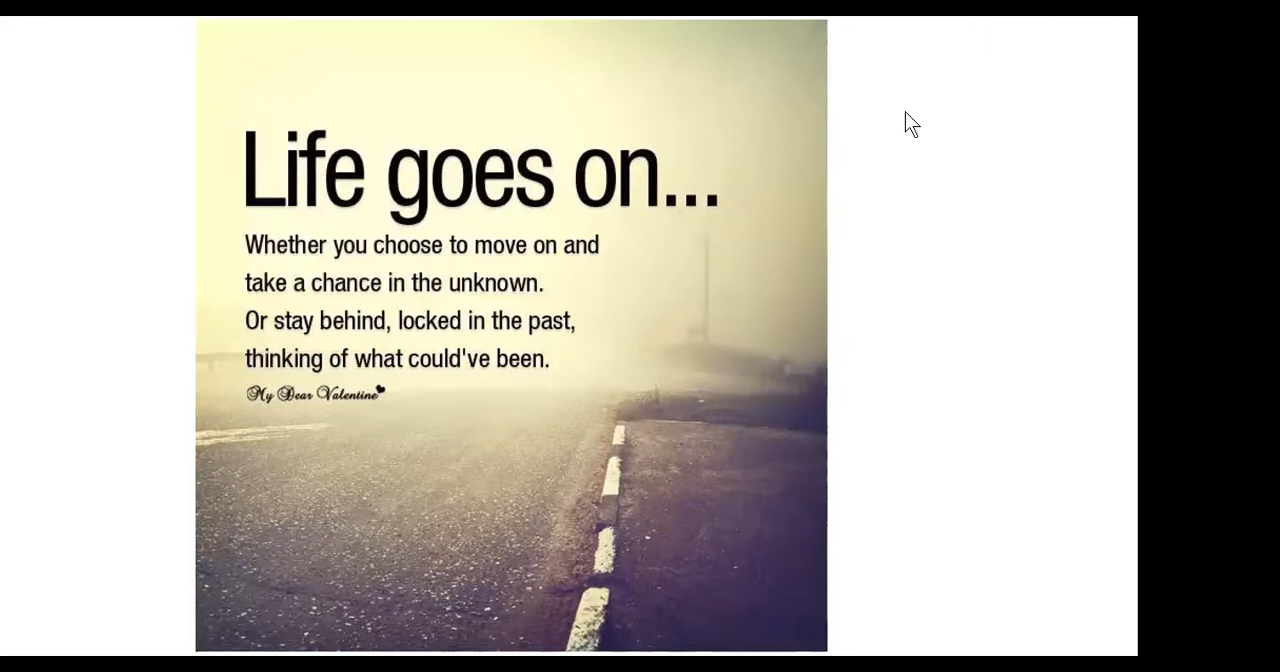 Life goes on...
Whether you choose to move on and
take a chance in the unknown.
Or stay behind, locked in the past,
thinking of what could've been.
My Dear Valentine